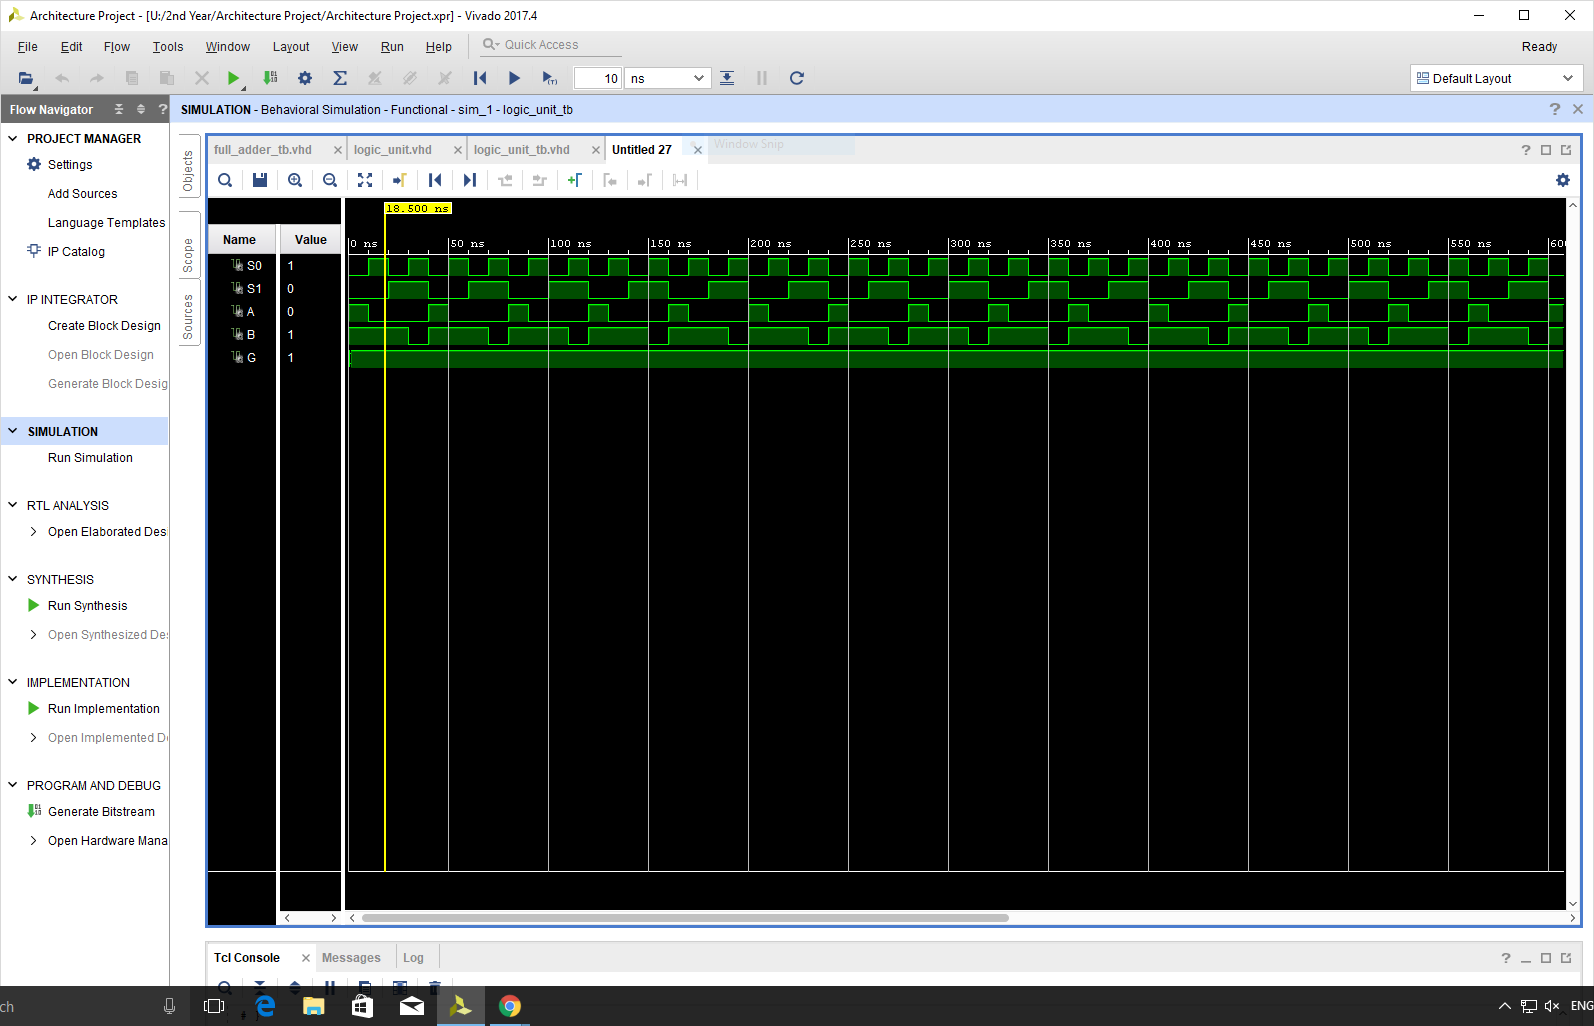 Architecture Project - [U:/2nd Year/Architecture Project/Architecture Project.xpr] - Vivado 2017.4
File Edit Flow Tools Window Layout View Run Help Quick Access Ready
10 ns Default Layout
Flow Navigator
SIMULATION - Behavioral Simulation - Functional - sim_1 - logic_unit_tb
PROJECT MANAGER
Settings
Add Sources
Language Templates
IP Catalog
IP INTEGRATOR
Create Block Design
Open Block Design
Generate Block Desig
SIMULATION
Run Simulation
RTL ANALYSIS
Open Elaborated Des
SYNTHESIS
Run Synthesis
Open Synthesized Des
IMPLEMENTATION
Run Implementation
Open Implemented D
PROGRAM AND DEBUG
Generate Bitstream
Open Hardware Mana
Objects
Scope
Sources
full_adder_tb.vhd logic_unit.vhd logic_unit_tb.vhd Untitled 27 Window Snip
18.500 ns
Name Value
0 ns 50 ns 100 ns 150 ns 200 ns 250 ns 300 ns 350 ns 400 ns 450 ns 500 ns 550 ns 600
S0 1
S1 0
A 0
B 1
G 1
Tcl Console Messages Log
ch
ENG